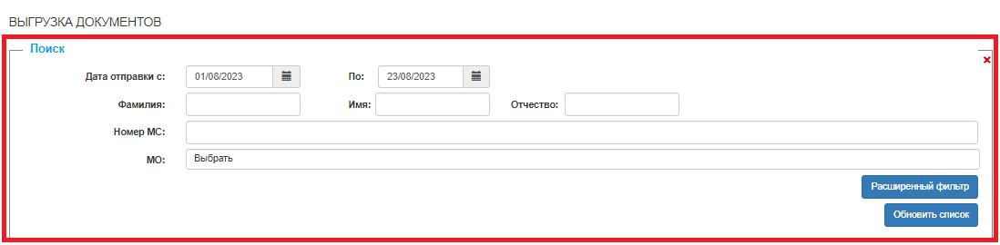 ВЫГРУЗКА ДОКУМЕНТОВ
Поиск
Дата отправки с: 01/08/2023 По: 23/08/2023
Фамилия: Имя: Отчество:
Номер МС:
МО: Выбрать
Расширенный фильтр
Обновить список